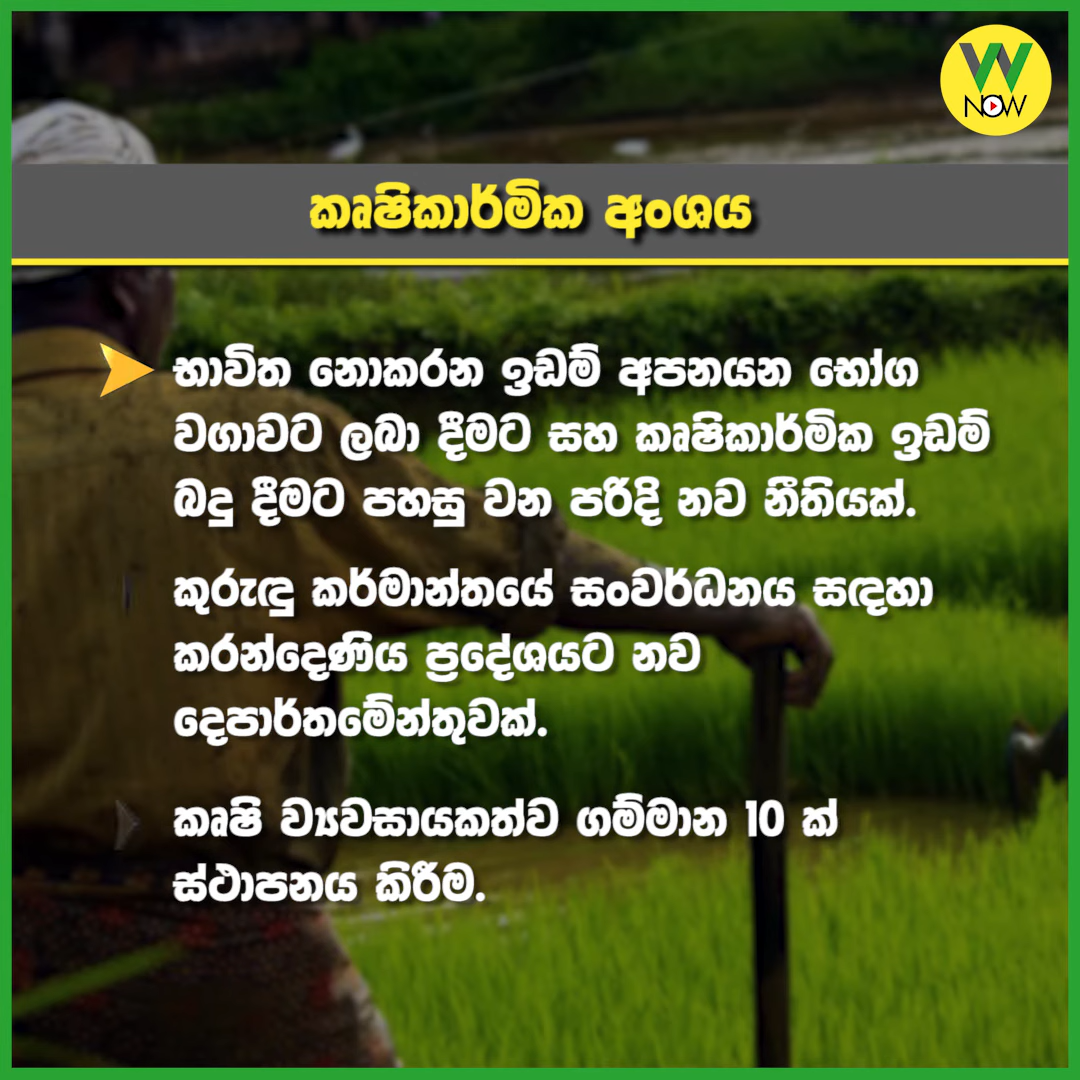 W
NOW
කෘෂිකාර්මික අංශය
භාවිත නොකරන ඉඩම් අපනයන භෝග
වගාවට ලබා දීමට සහ කෘෂිකාර්මික ඉඩම්
බදු දීමට පහසු වන පරිදි නව නීතියක්.
කුරුඳු කර්මාන්තයේ සංවර්ධනය සඳහා
කරන්දෙණිය ප්‍රදේශයට නව
දෙපාර්තමේන්තුවක්.
කෘෂි ව්‍යවසායකත්ව ගම්මාන 10 ක්
ස්ථාපනය කිරීම.